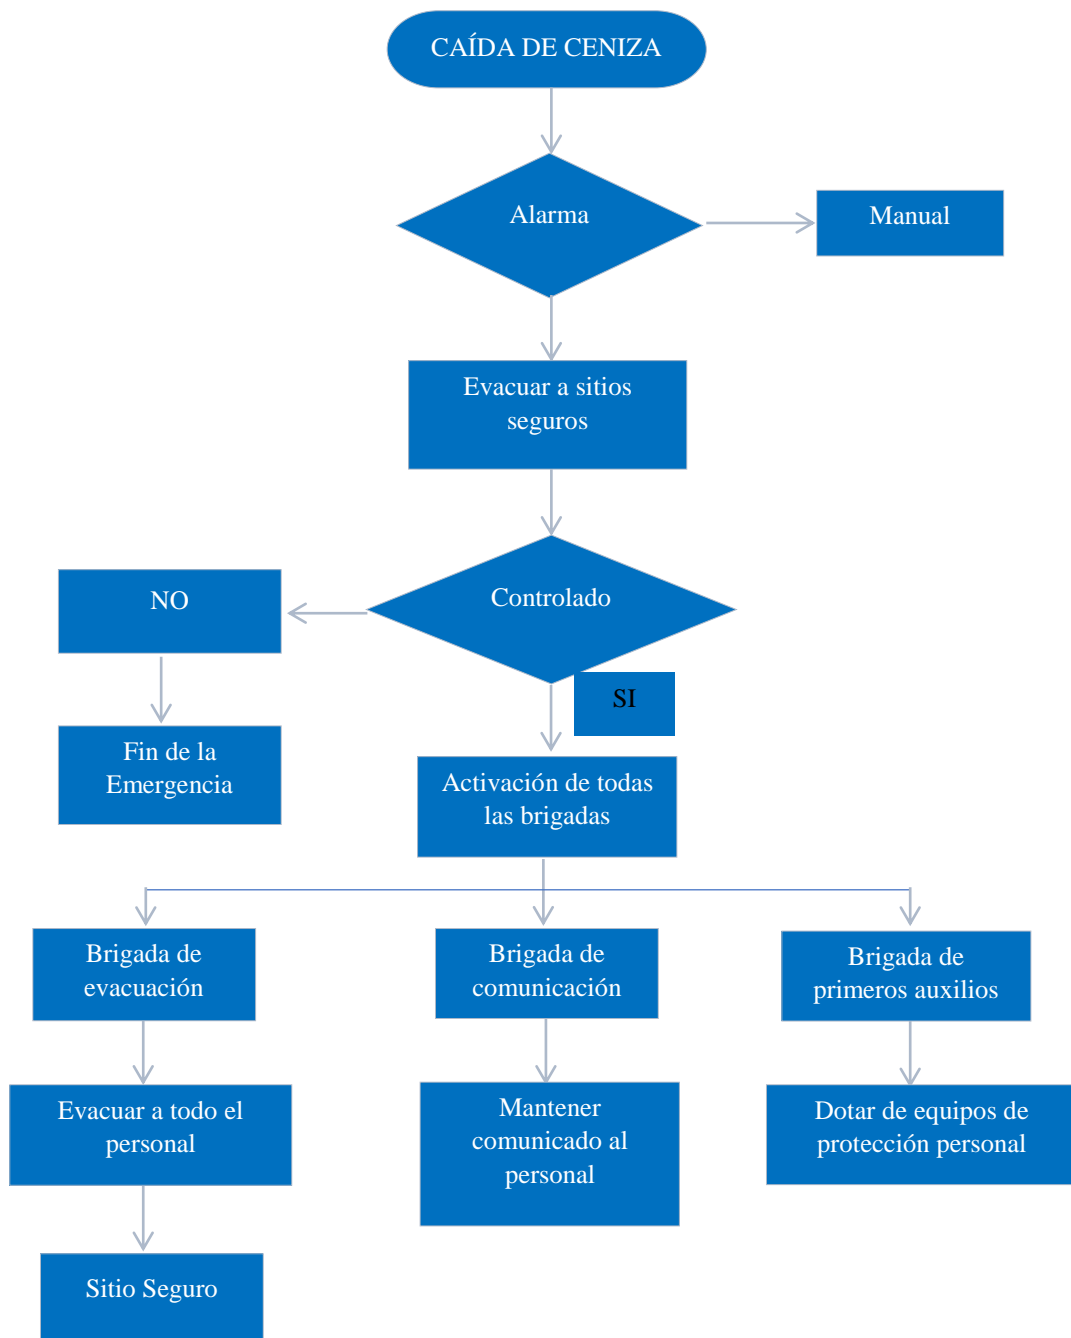 CAÍDA DE CENIZA
Alarma
Manual
Evacuar a sitios
seguros
Controlado
NO
SI
Fin de la
Emergencia
Activación de todas
las brigadas
Brigada de
evacuación
Brigada de
comunicación
Brigada de
primeros auxilios
Evacuar a todo el
personal
Mantener
comunicado al
personal
Dotar de equipos de
protección personal
Sitio Seguro